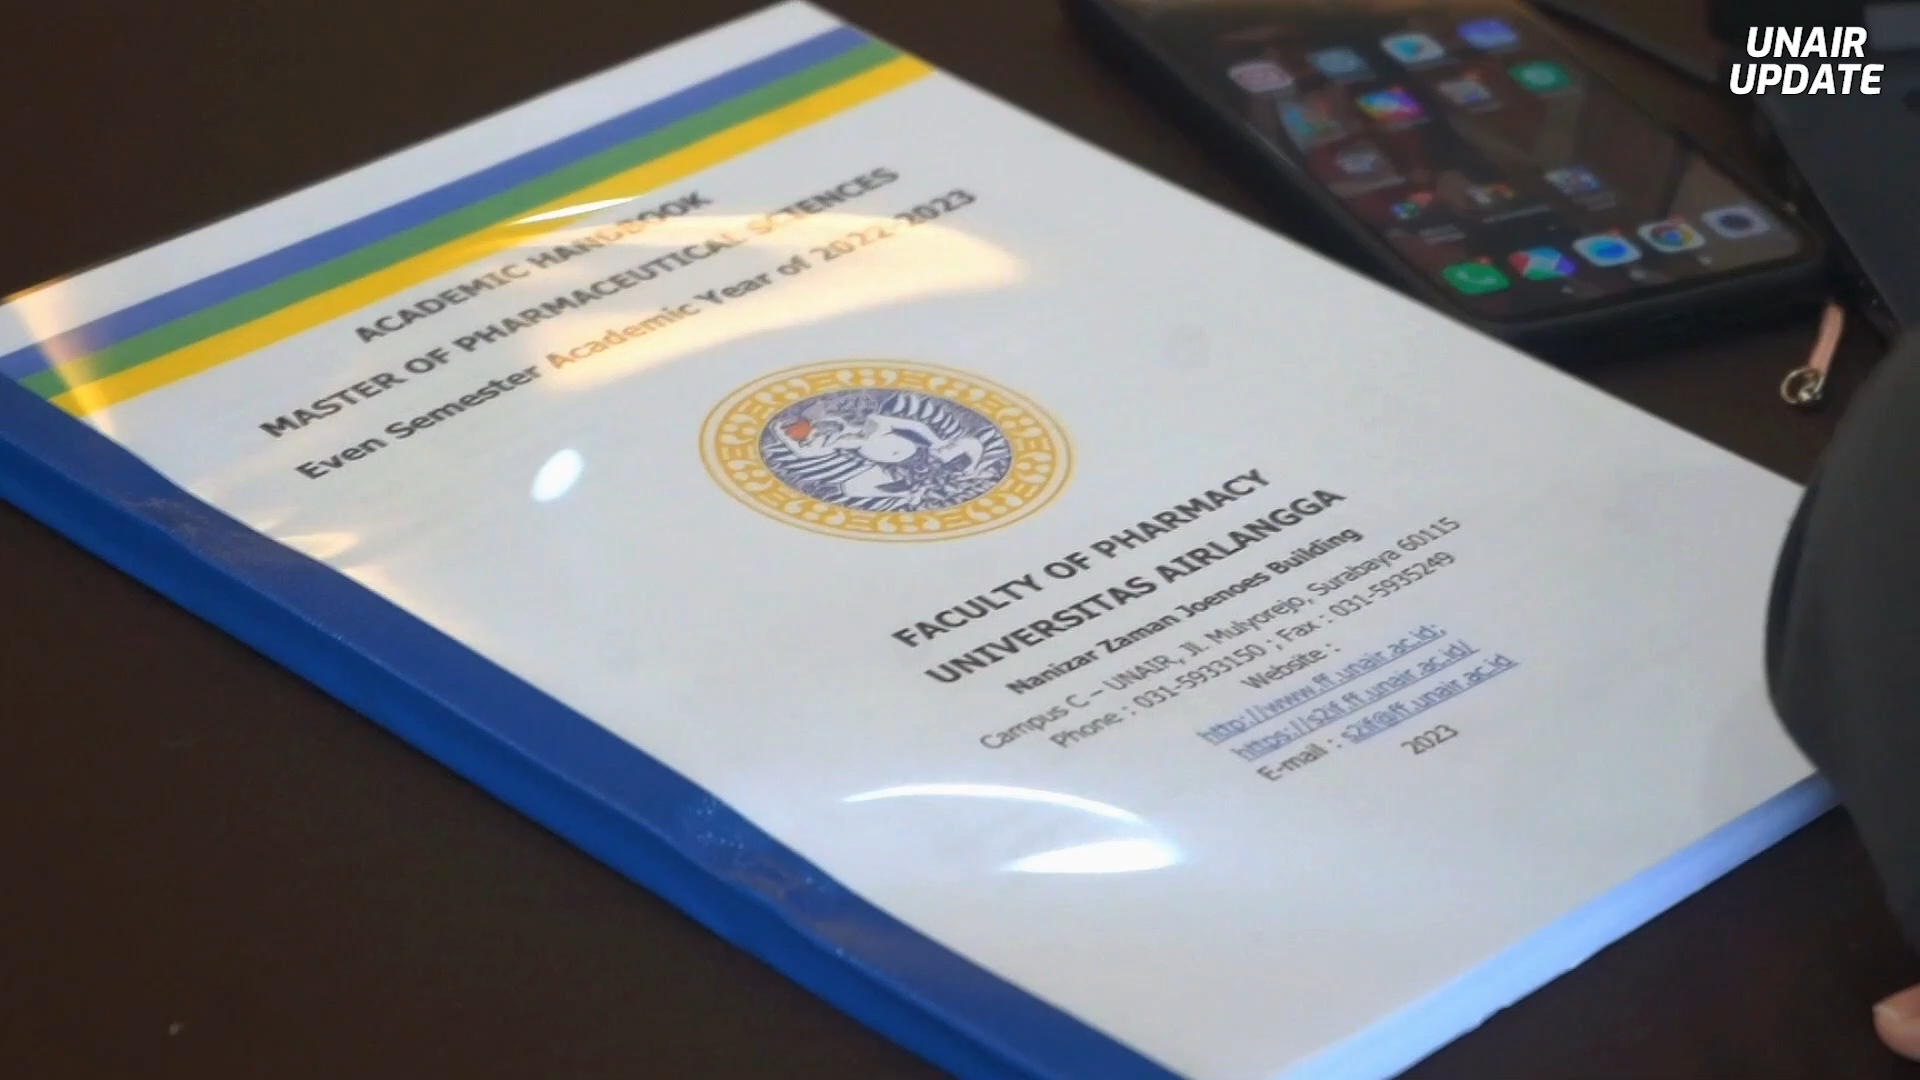 UNAIR
UPDATE
ACADEMIC HANDBOOK
MASTER OF PHARMACEUTICAL SCIENCES
Even Semester Academic Year of 2022-2023
FACULTY OF PHARMACY
UNIVERSITAS AIRLANGGA
Nanizar Zaman Joenoes Building
Campus C – UNAIR, Jl. Mulyorejo, Surabaya 60115
Phone : 031-5933150 ; Fax : 031-5935249
Website :
http://www.ff.unair.ac.id;
https://s2if.ff.unair.ac.id/
E-mail : s2if@ff.unair.ac.id
2023